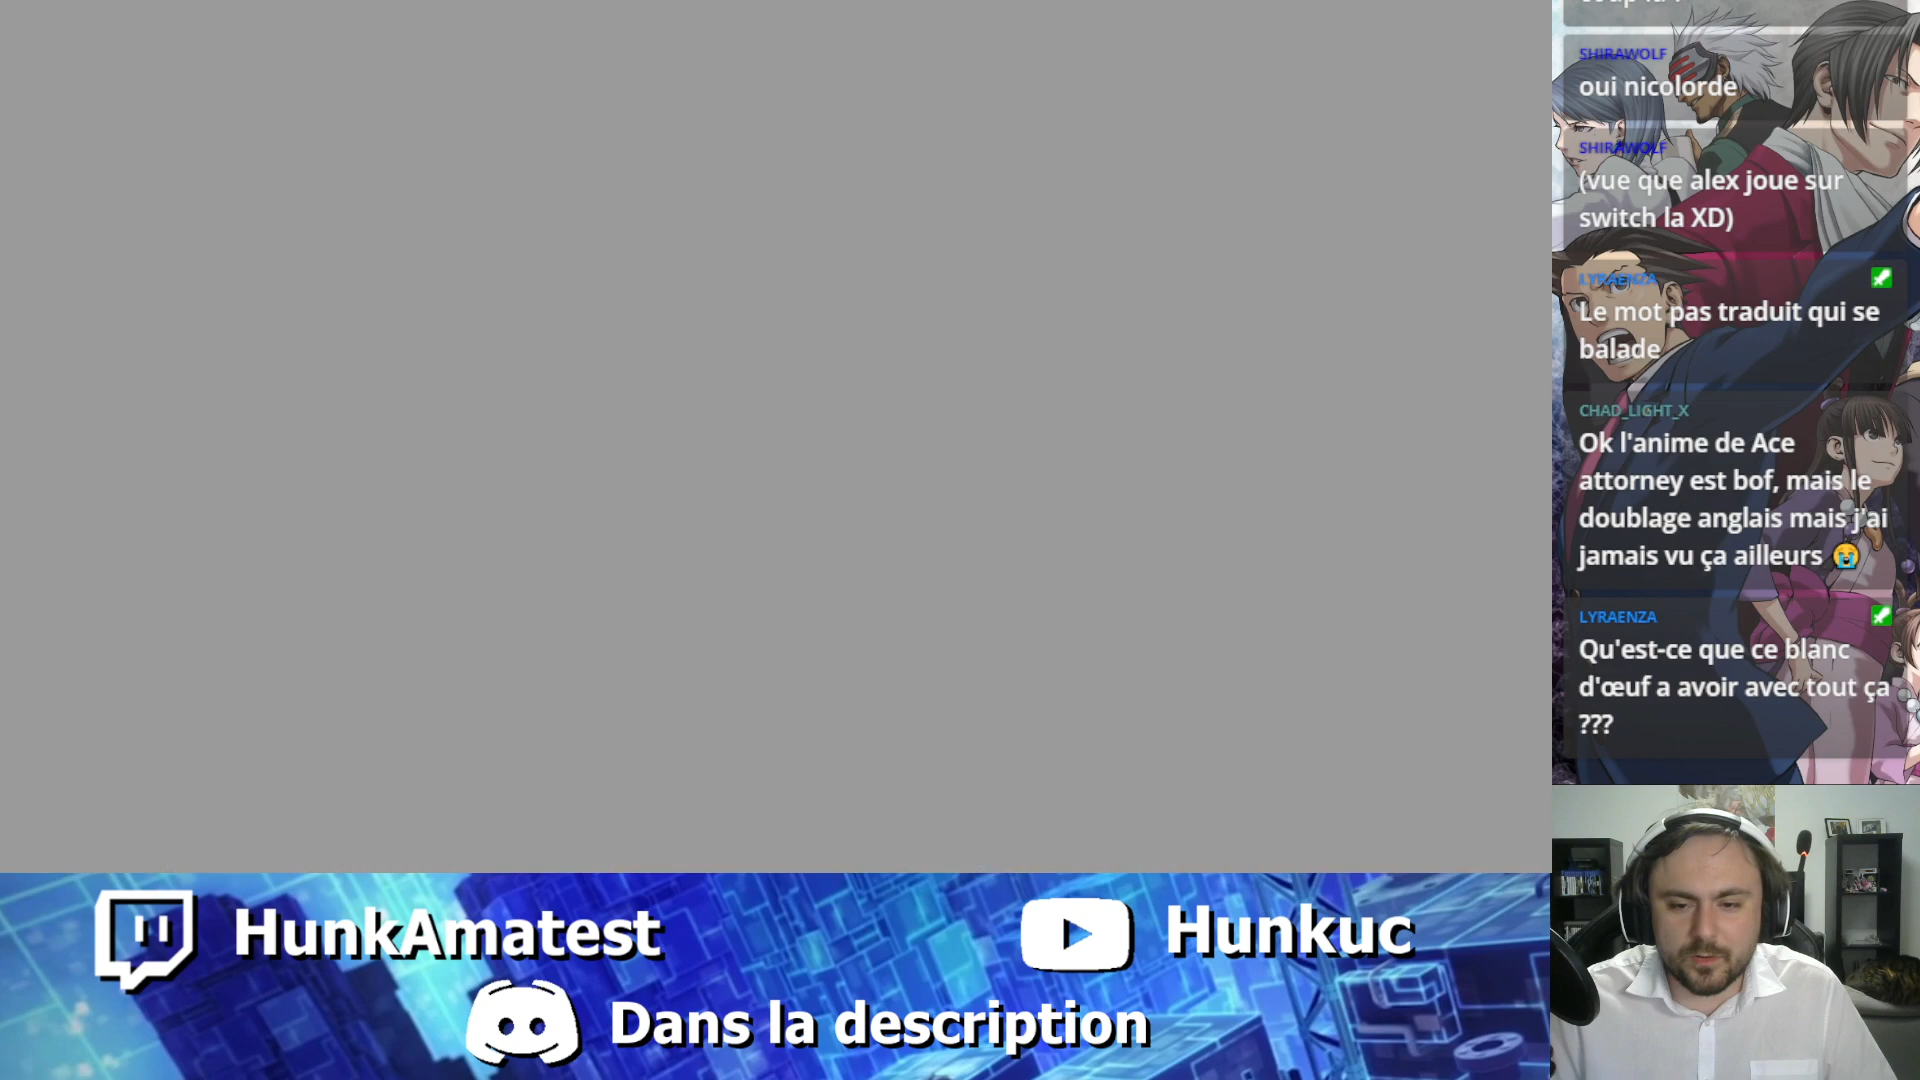 SHIRAWOLF
oui nicolorde
SHIRAWOLF
(vue que alex joue sur
switch la XD)
LYRAENZA
Le mot pas traduit qui se
balade
CHAD_LIGHT_X
Ok l'anime de Ace
attorney est bof, mais le
doublage anglais mais j'ai
jamais vu ça ailleurs 😭
LYRAENZA
Qu'est-ce que ce blanc
d'œuf a avoir avec tout ça
???
HunkAmatest
Hunkuc
Dans la description